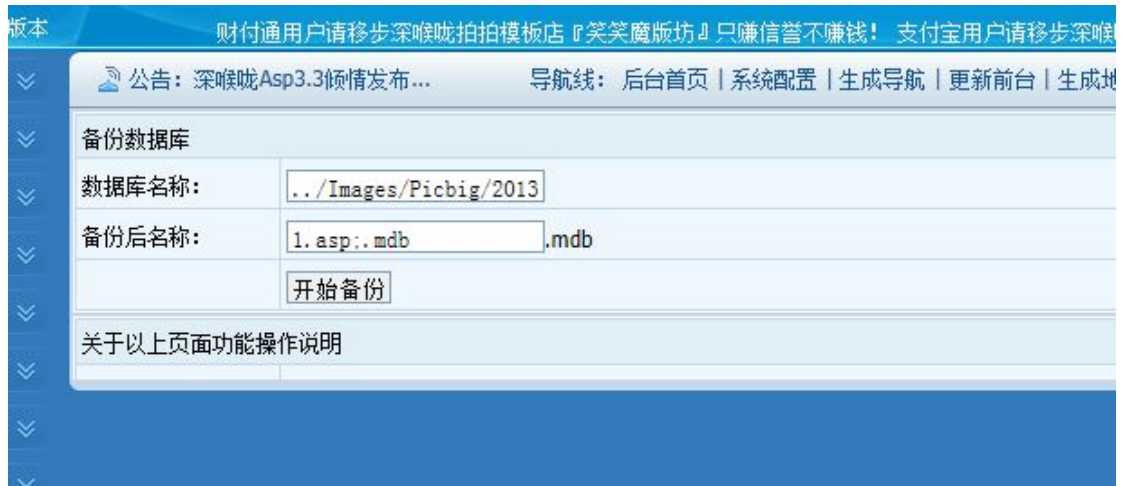 版本
财付通用户请移步深喉咙拍拍模板店『笑笑魔版坊』只赚信誉不赚钱! 支付宝用户请移步深喉
公告:深喉咙Asp3.3倾情发布... 导航线: 后台首页 | 系统配置 | 生成导航 | 更新前台 | 生成地
备份数据库
数据库名称: ../Images/Picbig/2013
备份后名称: 1.asp;.mdb .mdb
开始备份
关于以上页面功能操作说明